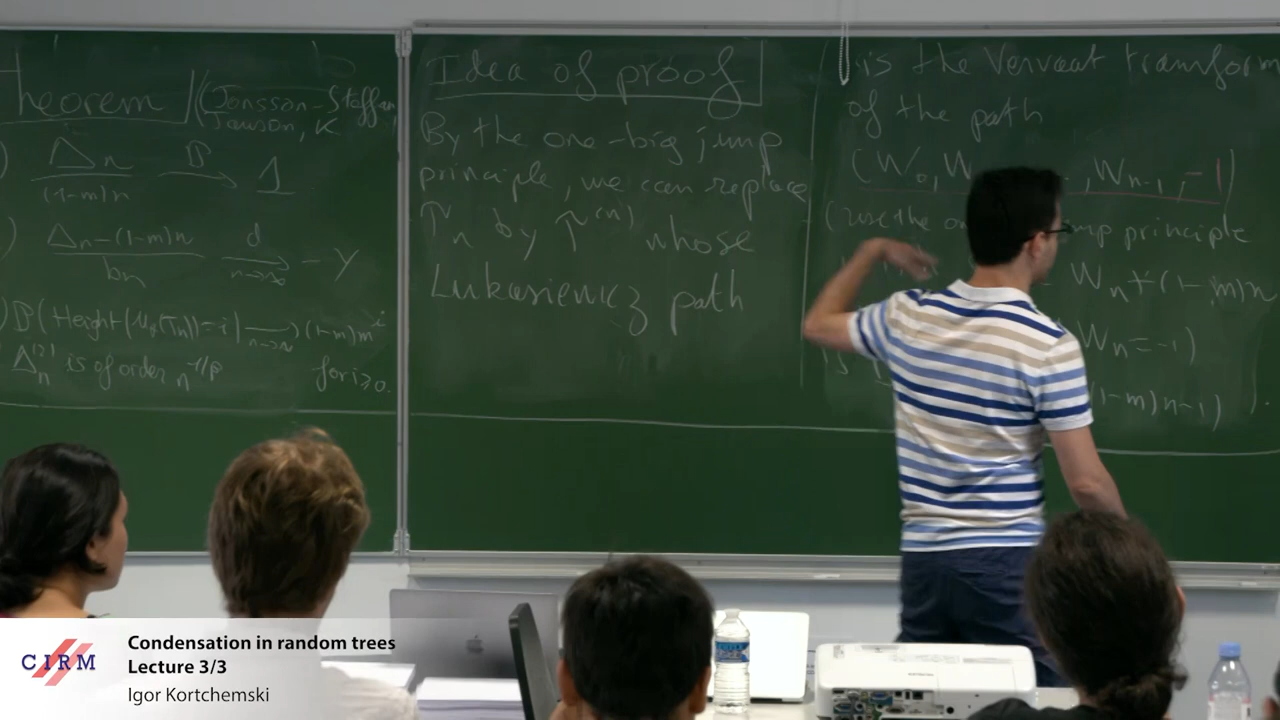 Theorem (Jonsson-Steffan,
Janson, K
) Δn/(1-m)n P→ 1
) Δn-(1-m)n/bn d→ n→∞ -Y
) P(Height(u*(Tn))=i) →n→∞ (1-m)m^i
for i≥0.
Δn^(2) is of order n^1/β
Idea of proof
By the one-big jump
principle, we can replace
Tn by T^(n) whose
Lukasiewicz path
is the Vervaat transform
of the path
(W0, W , Wn-1, -1)
(use the mp principle
Wn+(1-m)n
Wn=-1)
(1-m)n-1) ).
CIRM
Condensation in random trees
Lecture 3/3
Igor Kortchemski